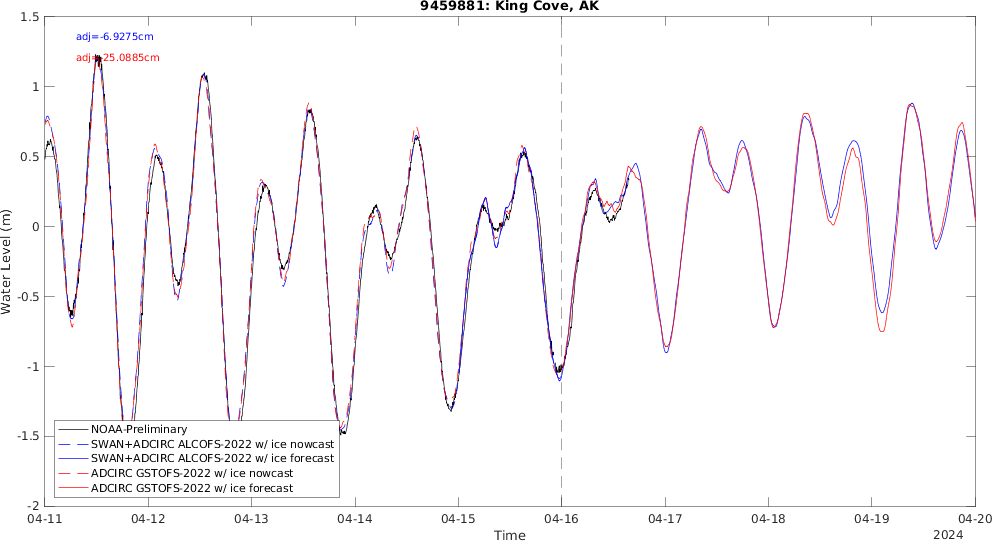 9459881: King Cove, AK
adj=-6.9275cm
adj=-25.0885cm
Water Level (m)
1.5
1
0.5
0
-0.5
-1
-1.5
-2
NOAA-Preliminary
SWAN+ADCIRC ALCOFS-2022 w/ ice nowcast
SWAN+ADCIRC ALCOFS-2022 w/ ice forecast
ADCIRC GSTOFS-2022 w/ ice nowcast
ADCIRC GSTOFS-2022 w/ ice forecast
04-11 04-12 04-13 04-14 04-15 04-16 04-17 04-18 04-19 04-20
Time
2024